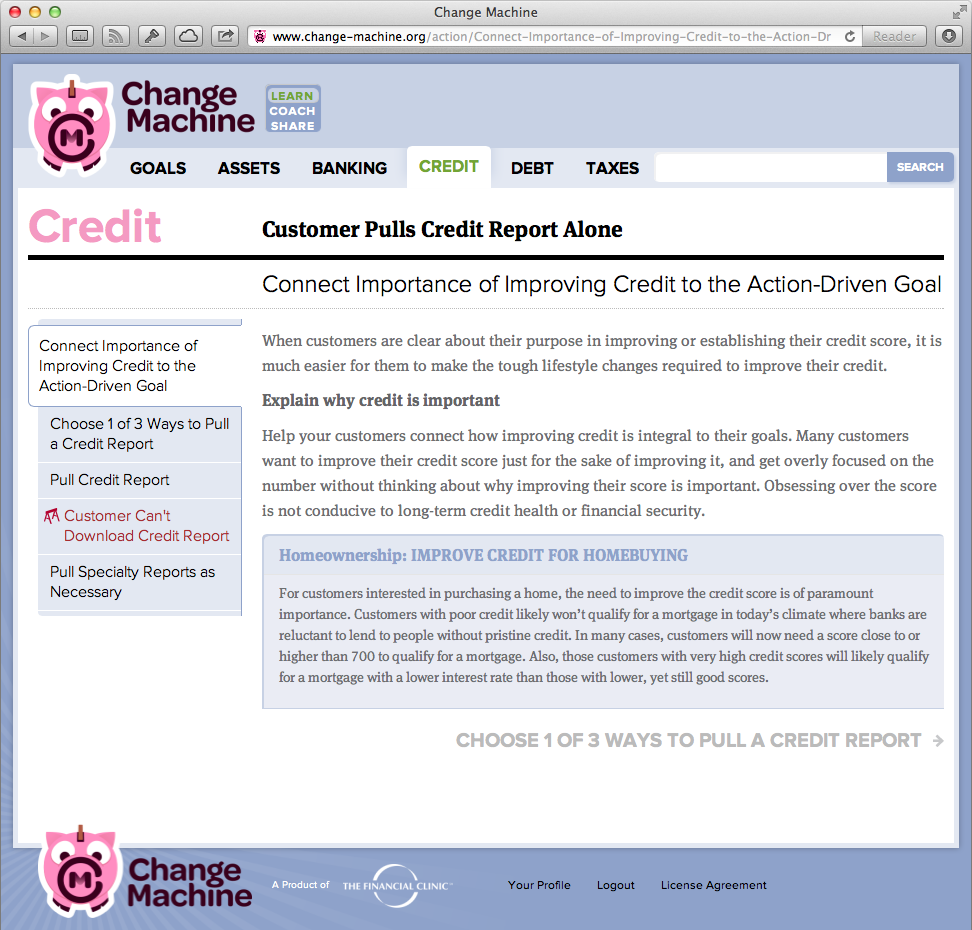 Change Machine
www.change-machine.org/action/Connect-Importance-of-Improving-Credit-to-the-Action-Dr
Reader
Change
Machine
LEARN
COACH
SHARE
GOALS ASSETS BANKING CREDIT DEBT TAXES SEARCH
Credit
Customer Pulls Credit Report Alone
Connect Importance of Improving Credit to the Action-Driven Goal
Connect Importance of
Improving Credit to the
Action-Driven Goal
Choose 1 of 3 Ways to Pull
a Credit Report
Pull Credit Report
Customer Can't
Download Credit Report
Pull Specialty Reports as
Necessary
When customers are clear about their purpose in improving or establishing their credit score, it is
much easier for them to make the tough lifestyle changes required to improve their credit.
Explain why credit is important
Help your customers connect how improving credit is integral to their goals. Many customers
want to improve their credit score just for the sake of improving it, and get overly focused on the
number without thinking about why improving their score is important. Obsessing over the score
is not conducive to long-term credit health or financial security.
Homeownership: IMPROVE CREDIT FOR HOMEBUYING
For customers interested in purchasing a home, the need to improve the credit score is of paramount
importance. Customers with poor credit likely won't qualify for a mortgage in today's climate where banks are
reluctant to lend to people without pristine credit. In many cases, customers will now need a score close to or
higher than 700 to qualify for a mortgage. Also, those customers with very high credit scores will likely qualify
for a mortgage with a lower interest rate than those with lower, yet still good scores.
CHOOSE 1 OF 3 WAYS TO PULL A CREDIT REPORT →
Change
Machine
A Product of THE FINANCIAL CLINIC Your Profile Logout License Agreement